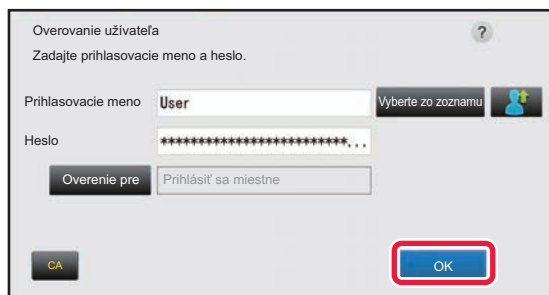 Overovanie užívateľa
?
Zadajte prihlasovacie meno a heslo.
Prihlasovacie meno User Vyberte zo zoznamu
Heslo **************************...
Overenie pre Prihlásiť sa miestne
CA OK